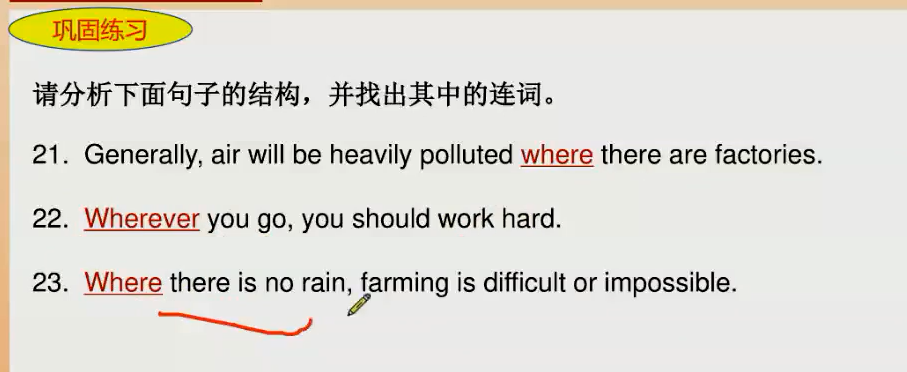 巩固练习
请分析下面句子的结构，并找出其中的连词。
21. Generally, air will be heavily polluted where there are factories.
22. Wherever you go, you should work hard.
23. Where there is no rain, farming is difficult or impossible.